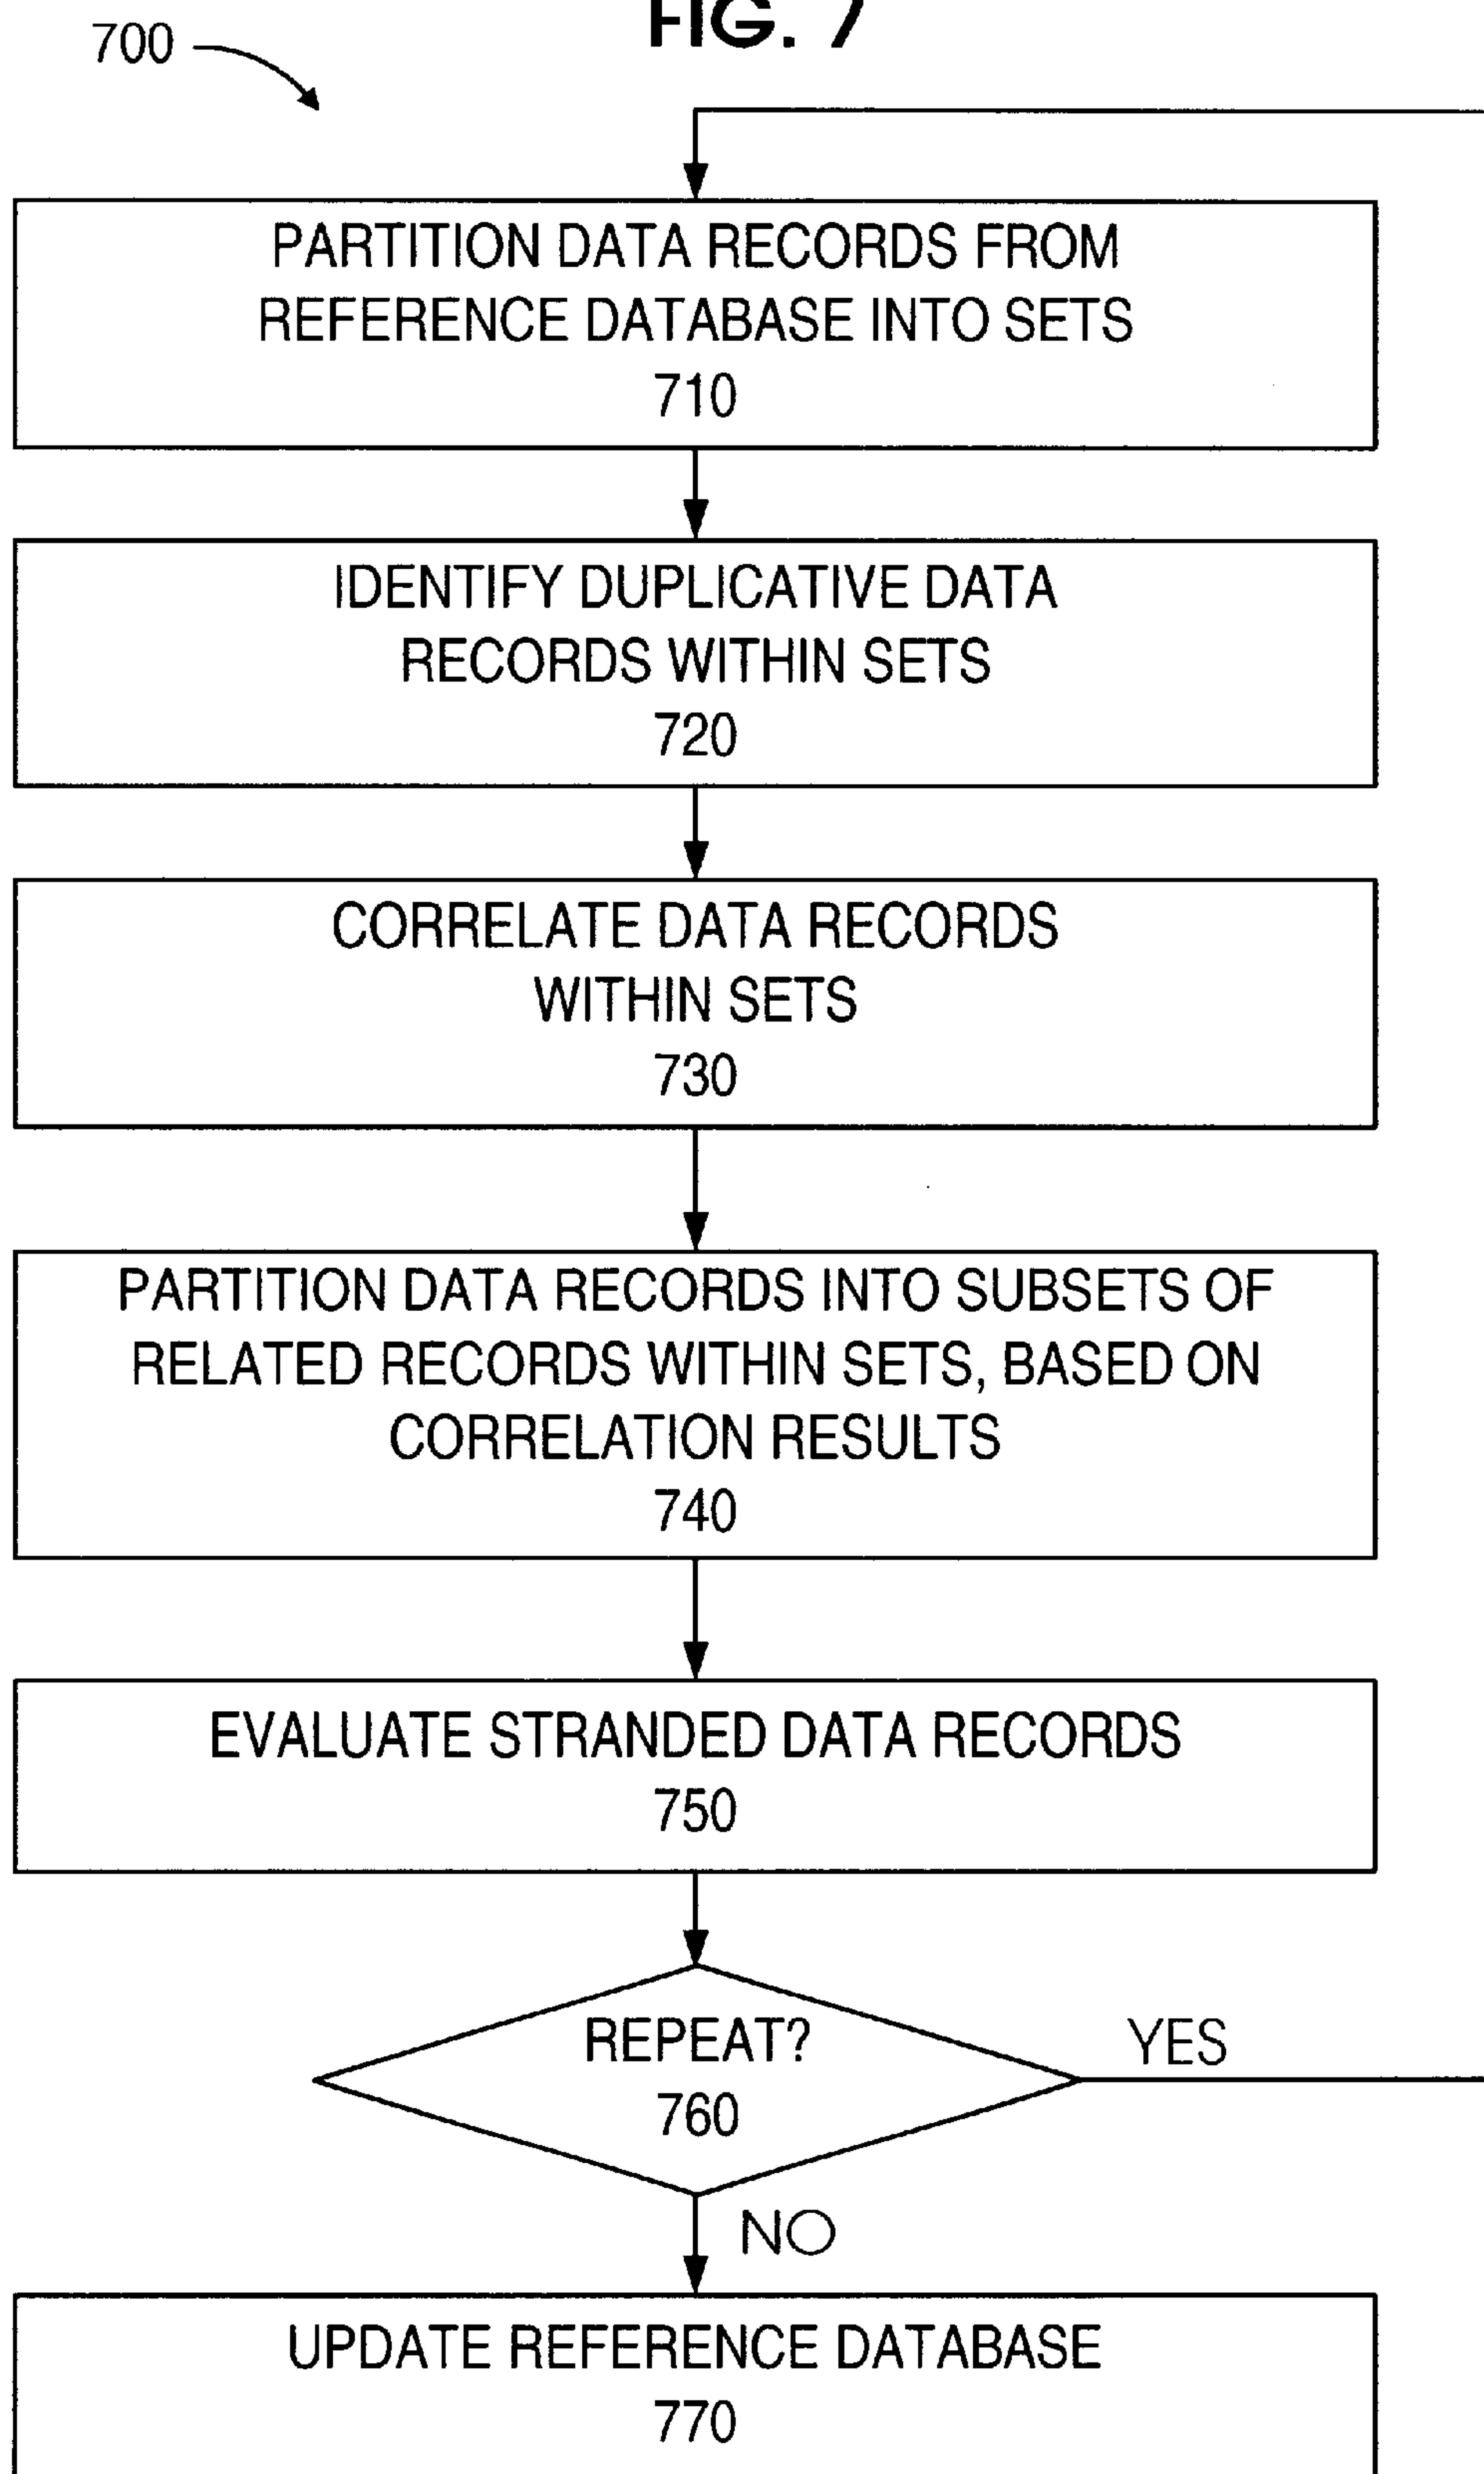 FIG. 7
700
PARTITION DATA RECORDS FROM
REFERENCE DATABASE INTO SETS
710
IDENTIFY DUPLICATIVE DATA
RECORDS WITHIN SETS
720
CORRELATE DATA RECORDS
WITHIN SETS
730
PARTITION DATA RECORDS INTO SUBSETS OF
RELATED RECORDS WITHIN SETS, BASED ON
CORRELATION RESULTS
740
EVALUATE STRANDED DATA RECORDS
750
REPEAT?
760
YES
NO
UPDATE REFERENCE DATABASE
770